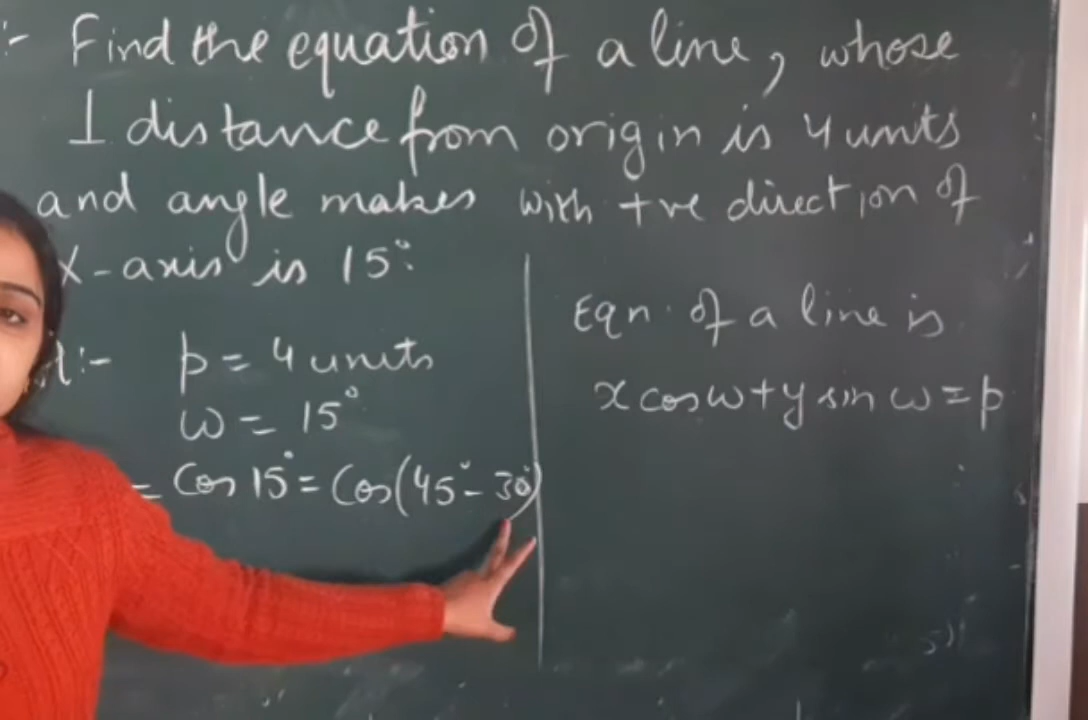 :- Find the equation of a line, whose
⊥ distance from origin is 4 units
and angle makes with +ve direction of
X-axis is 15°.
:- p = 4 units
ω = 15°
= Cos 15° = Cos(45° - 30°)
Eqn. of a line is
x cosω + y sin ω = p